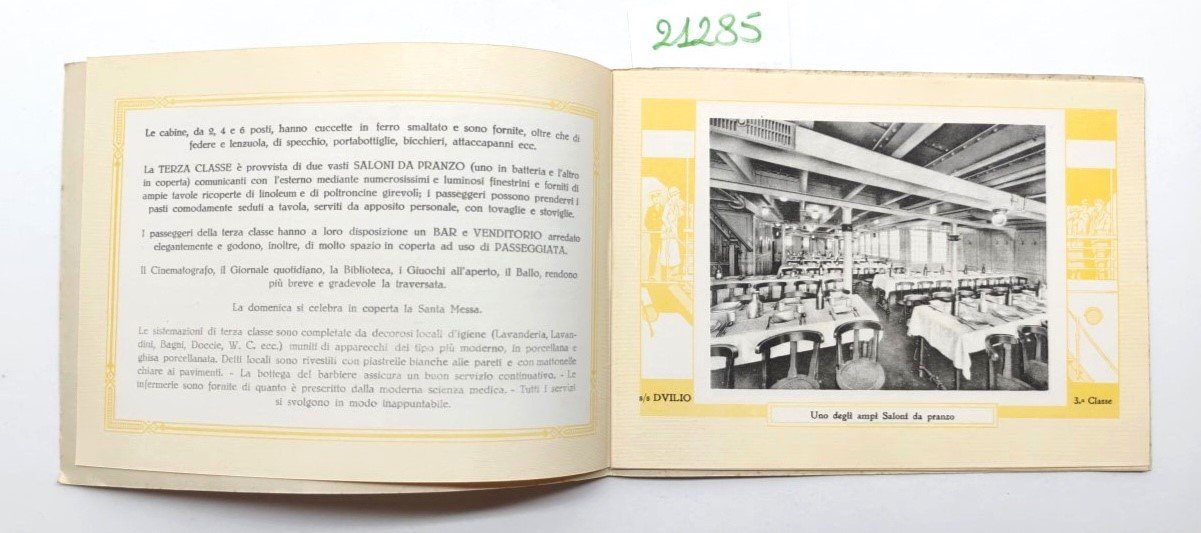 21285
Le cabine, da 2, 4 e 6 posti, hanno cuccette in ferro smaltato e sono fornite, oltre che di
federe e lenzuola, di specchio, portabottiglie, bicchieri, attaccapanni ecc.
La TERZA CLASSE è provvista di due vasti SALONI DA PRANZO (uno in batteria e l'altro
in coperta) comunicanti con l'esterno mediante numerosissimi e luminosi finestrini e forniti di
ampie tavole ricoperte di linoleum e di poltroncine girevoli; i passeggeri possono prendervi i
pasti comodamente seduti a tavola, serviti da apposito personale, con tovaglie e stoviglie.
I passeggeri della terza classe hanno a loro disposizione un BAR e VENDITORIO arredato
elegantemente e godono, inoltre, di molto spazio in coperta ad uso di PASSEGGIATA.
Il Cinematografo, il Giornale quotidiano, la Biblioteca, i Giuochi all'aperto, il Ballo, rendono
più breve e gradevole la traversata.
La domenica si celebra in coperta la Santa Messa.
Le sistemazioni di terza classe sono completate da decorosi locali d'igiene (Lavanderia, Lavan-
dini, Bagni, Doccie, W. C. ecc.) muniti di apparecchi del tipo più moderno, in porcellana e
ghisa porcellanata. Detti locali sono rivestiti con piastrelle bianche alle pareti e con mattonelle
chiare ai pavimenti. - La bottega del barbiere assicura un buon servizio continuativo. - Le
infermerie sono fornite di quanto è prescritto dalla moderna scienza medica. - Tutti i servizi
si svolgono in modo inappuntabile.
s/s DVILIO
3.ª Classe
Uno degli ampi Saloni da pranzo